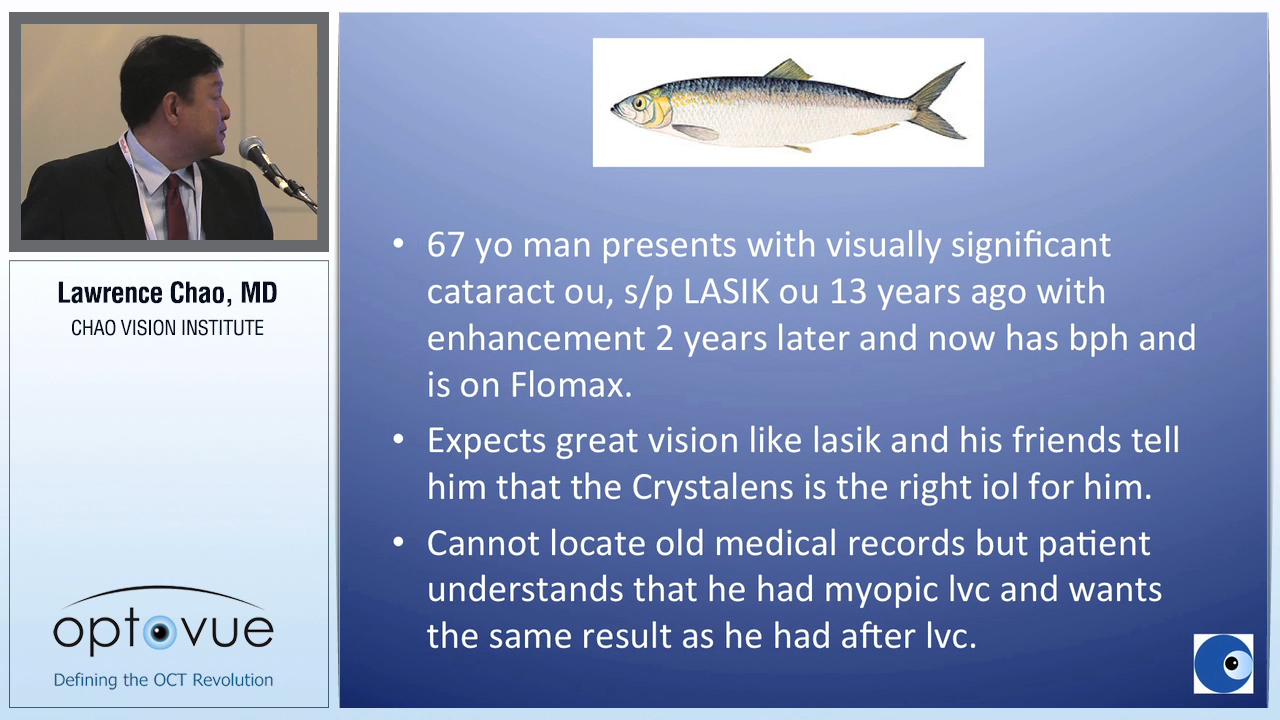 Lawrence Chao, MD
CHAO VISION INSTITUTE
optovue
Defining the OCT Revolution
• 67 yo man presents with visually significant
cataract ou, s/p LASIK ou 13 years ago with
enhancement 2 years later and now has bph and
is on Flomax.
• Expects great vision like lasik and his friends tell
him that the Crystalens is the right iol for him.
• Cannot locate old medical records but patient
understands that he had myopic lvc and wants
the same result as he had after lvc.